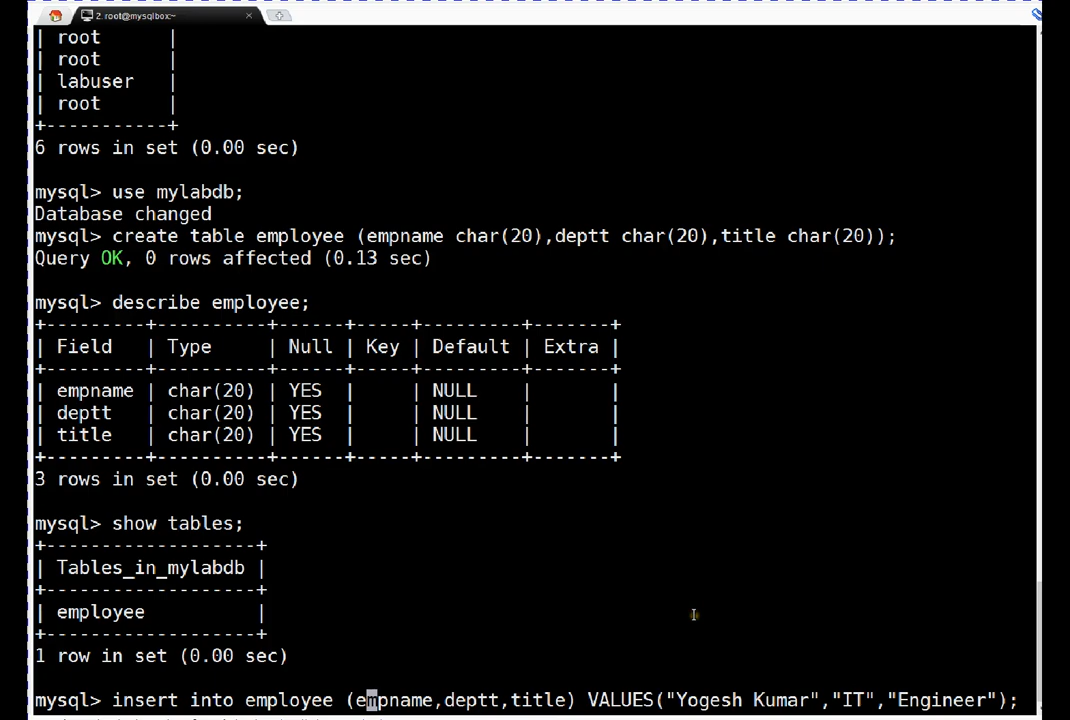 2. root@mysqlbox:~
| root      |
| root      |
| labuser   |
| root      |
+-----------+
6 rows in set (0.00 sec)
mysql> use mylabdb;
Database changed
mysql> create table employee (empname char(20),deptt char(20),title char(20));
Query OK, 0 rows affected (0.13 sec)
mysql> describe employee;
+---------+----------+------+-----+---------+-------+
| Field   | Type     | Null | Key | Default | Extra |
+---------+----------+------+-----+---------+-------+
| empname | char(20) | YES  |     | NULL    |       |
| deptt   | char(20) | YES  |     | NULL    |       |
| title   | char(20) | YES  |     | NULL    |       |
+---------+----------+------+-----+---------+-------+
3 rows in set (0.00 sec)
mysql> show tables;
+-------------------+
| Tables_in_mylabdb |
+-------------------+
| employee          |
+-------------------+
1 row in set (0.00 sec)
mysql> insert into employee (empname,deptt,title) VALUES("Yogesh Kumar","IT","Engineer");